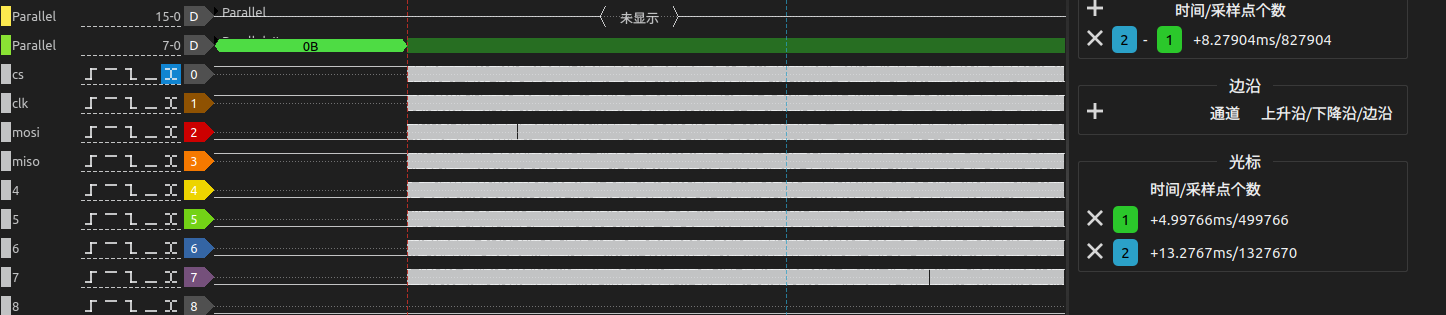 Parallel 15-0 D Parallel 未显示
Parallel 7-0 D 0B
cs 0
clk 1
mosi 2
miso 3
4 4
5 5
6 6
7 7
8 8
时间/采样点个数
2 - 1 +8.27904ms/827904
边沿
通道 上升沿/下降沿/边沿
光标
时间/采样点个数
1 +4.99766ms/499766
2 +13.2767ms/1327670